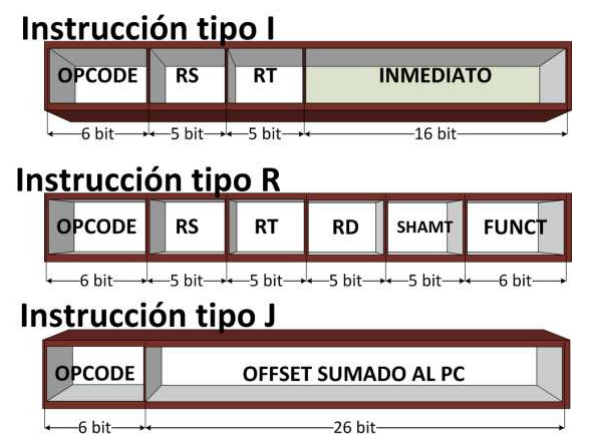 Instrucción tipo I
OPCODE RS RT INMEDIATO
6 bit 5 bit 5 bit 16 bit
Instrucción tipo R
OPCODE RS RT RD SHAMT FUNCT
6 bit 5 bit 5 bit 5 bit 5 bit 6 bit
Instrucción tipo J
OPCODE OFFSET SUMADO AL PC
6 bit 26 bit